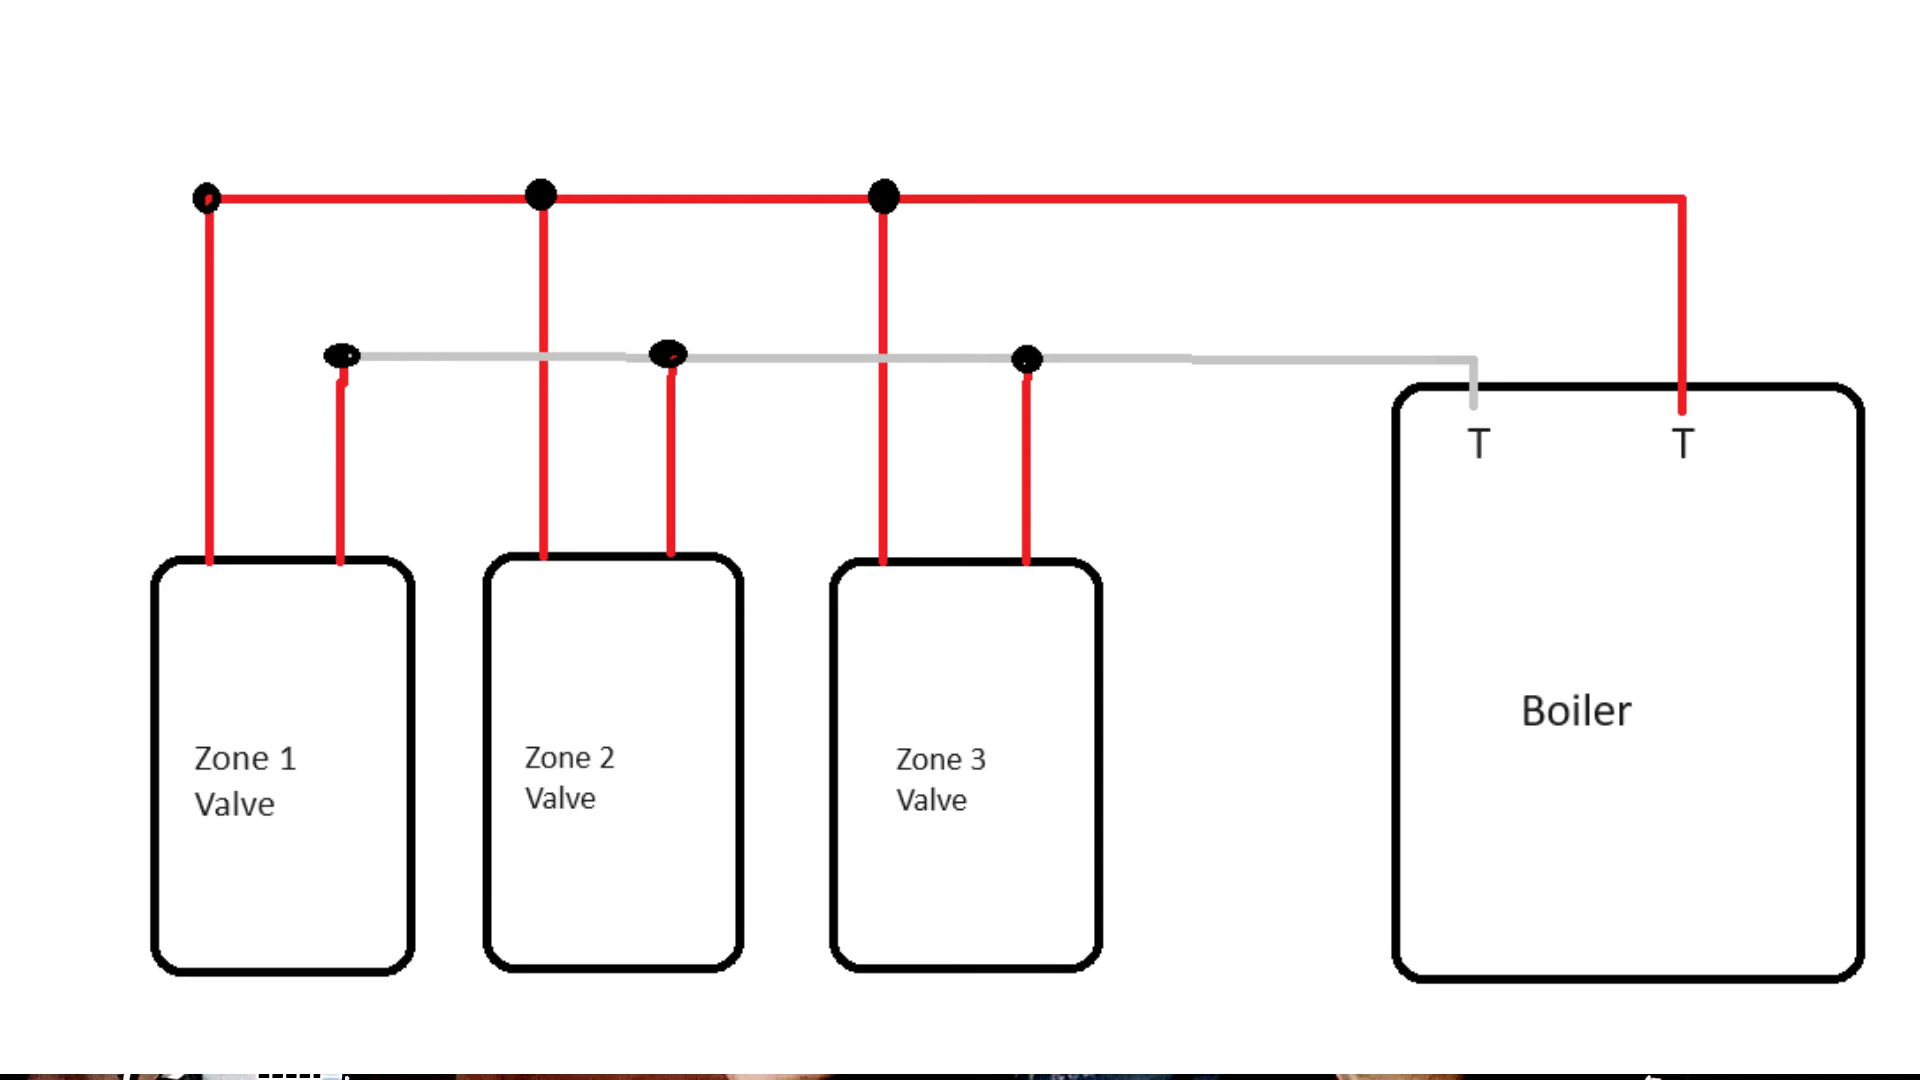 T
T
Zone 1
Valve
Zone 2
Valve
Zone 3
Valve
Boiler